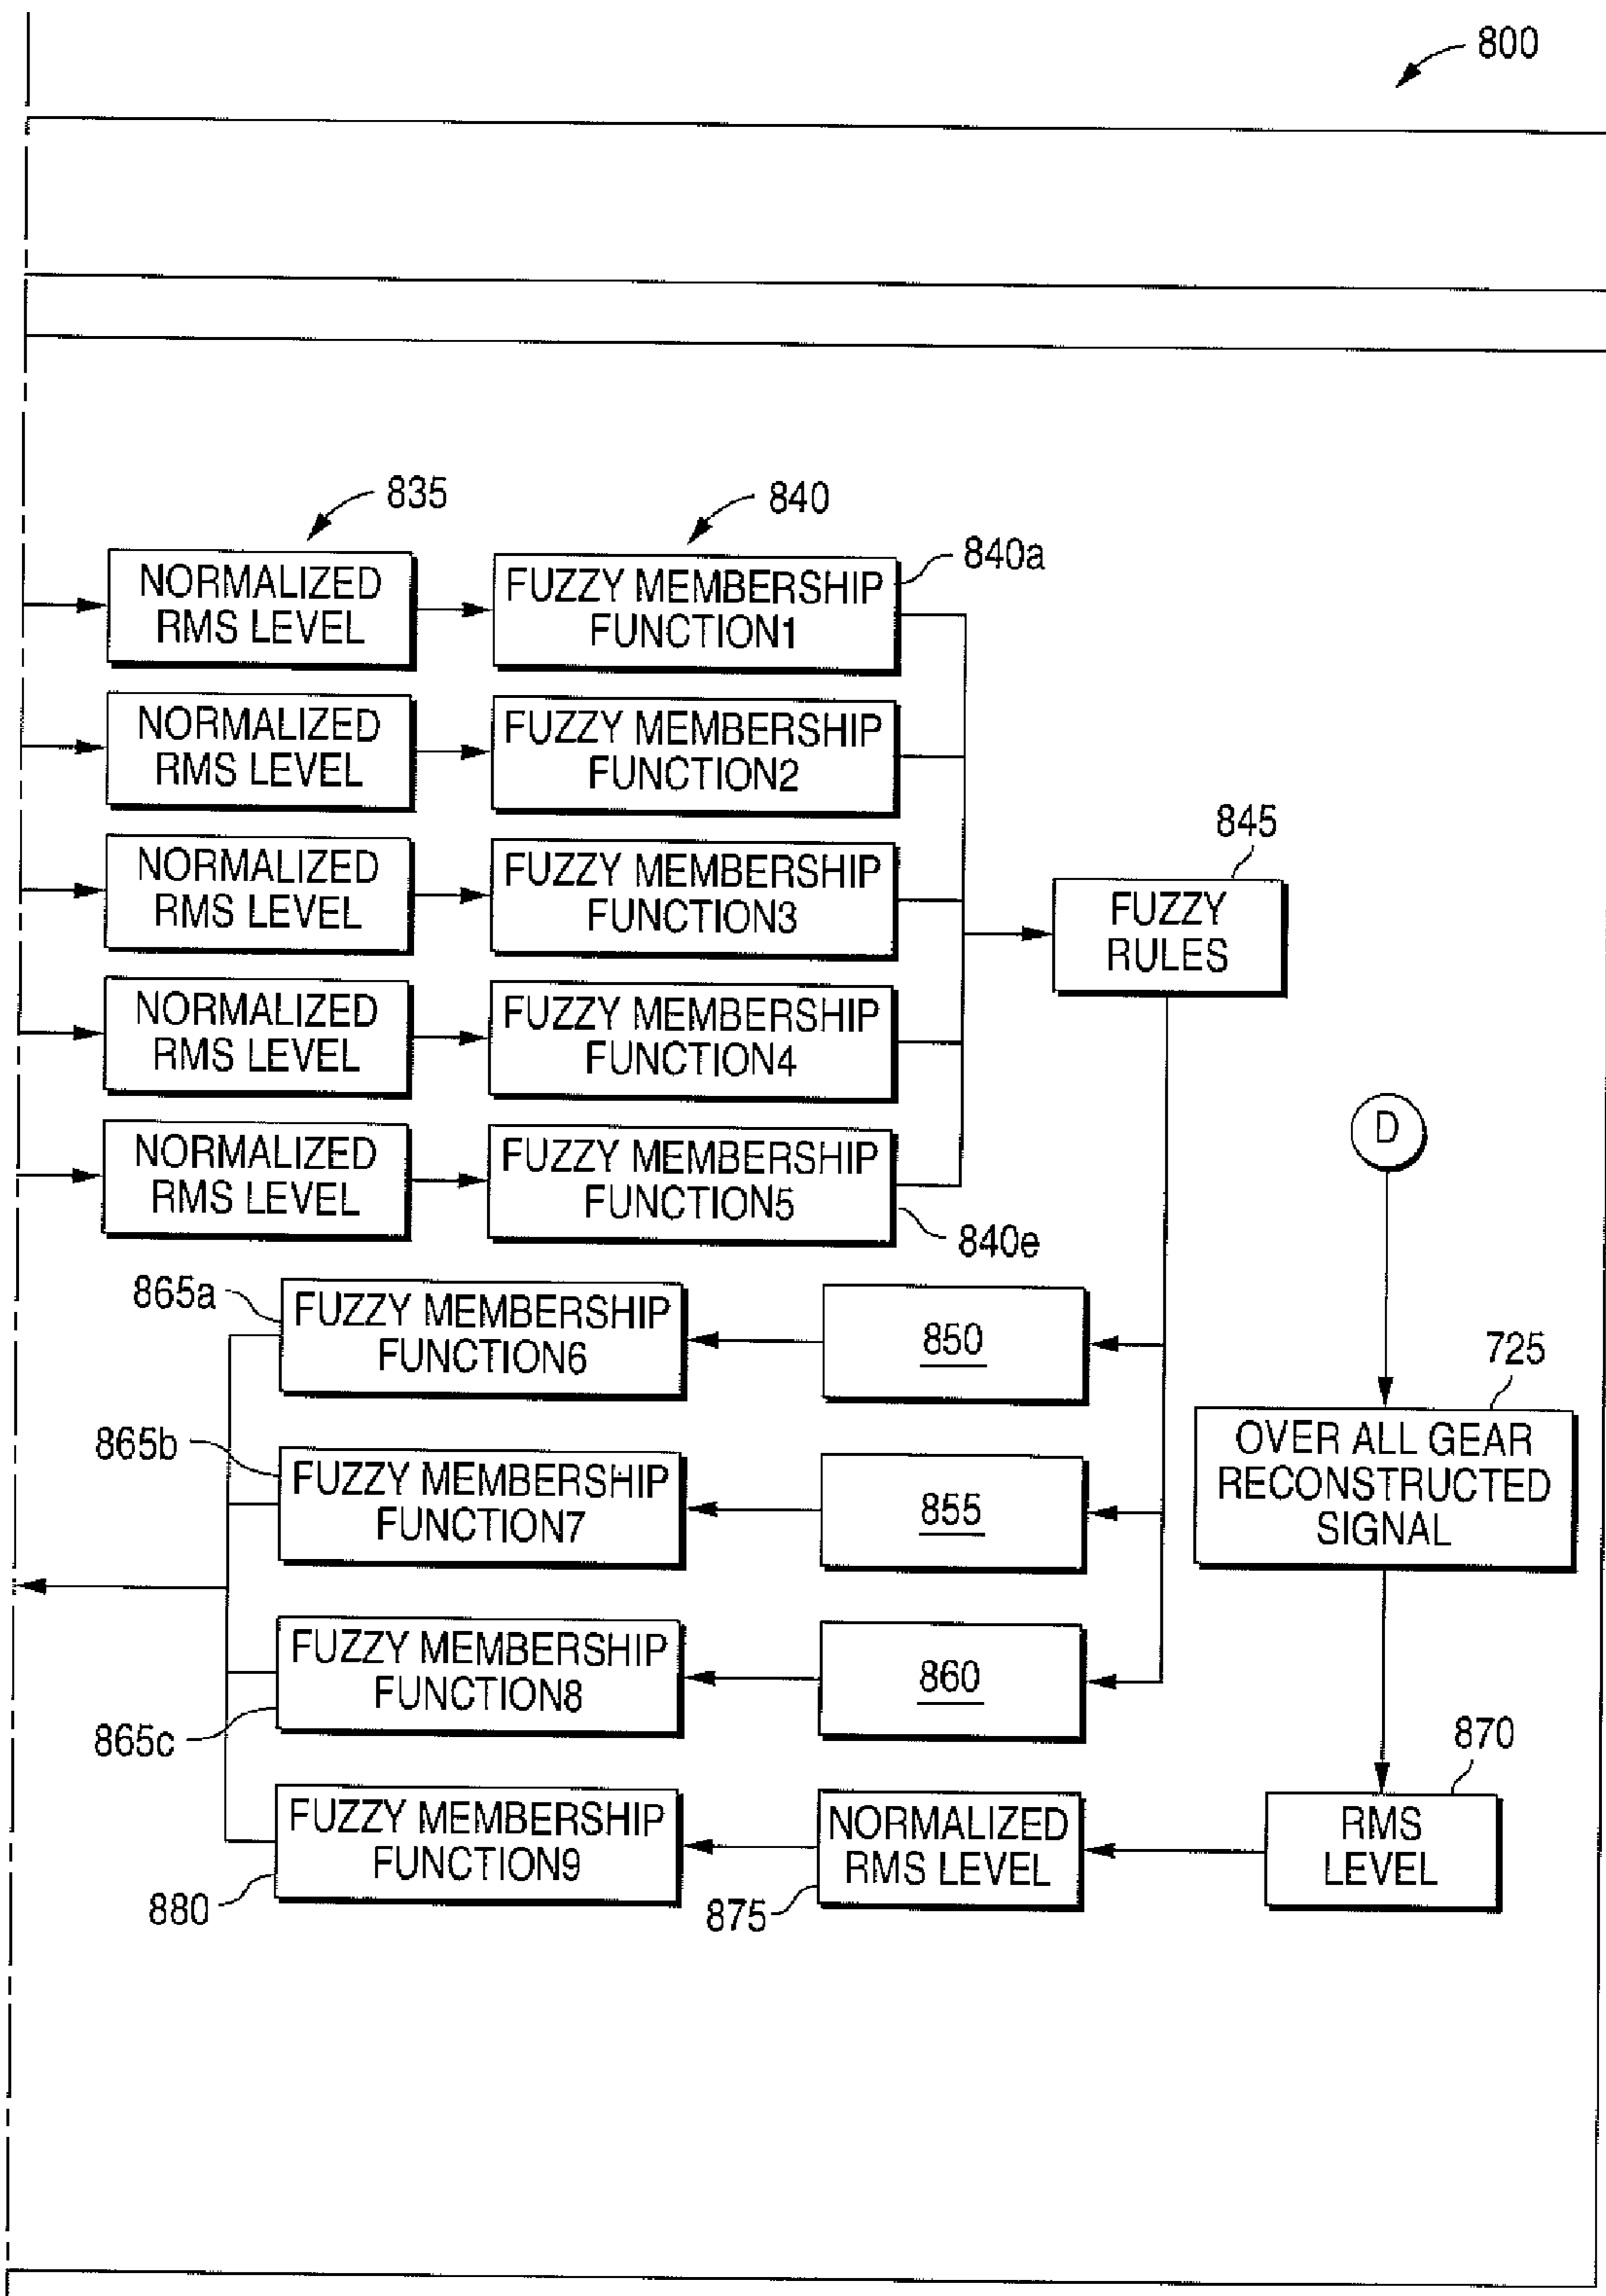 800
835
840
840a
NORMALIZED
RMS LEVEL
FUZZY MEMBERSHIP
FUNCTION1
NORMALIZED
RMS LEVEL
FUZZY MEMBERSHIP
FUNCTION2
NORMALIZED
RMS LEVEL
FUZZY MEMBERSHIP
FUNCTION3
845
FUZZY
RULES
NORMALIZED
RMS LEVEL
FUZZY MEMBERSHIP
FUNCTION4
NORMALIZED
RMS LEVEL
FUZZY MEMBERSHIP
FUNCTION5
840e
D
865a
FUZZY MEMBERSHIP
FUNCTION6
850
725
OVER ALL GEAR
RECONSTRUCTED
SIGNAL
865b
FUZZY MEMBERSHIP
FUNCTION7
855
FUZZY MEMBERSHIP
FUNCTION8
865c
860
870
RMS
LEVEL
FUZZY MEMBERSHIP
FUNCTION9
880
NORMALIZED
RMS LEVEL
875